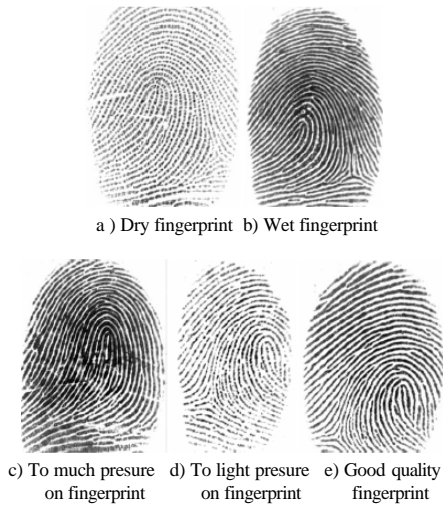 a ) Dry fingerprint b) Wet fingerprint
c) To much presure d) To light presure e) Good quality
on fingerprint on fingerprint fingerprint